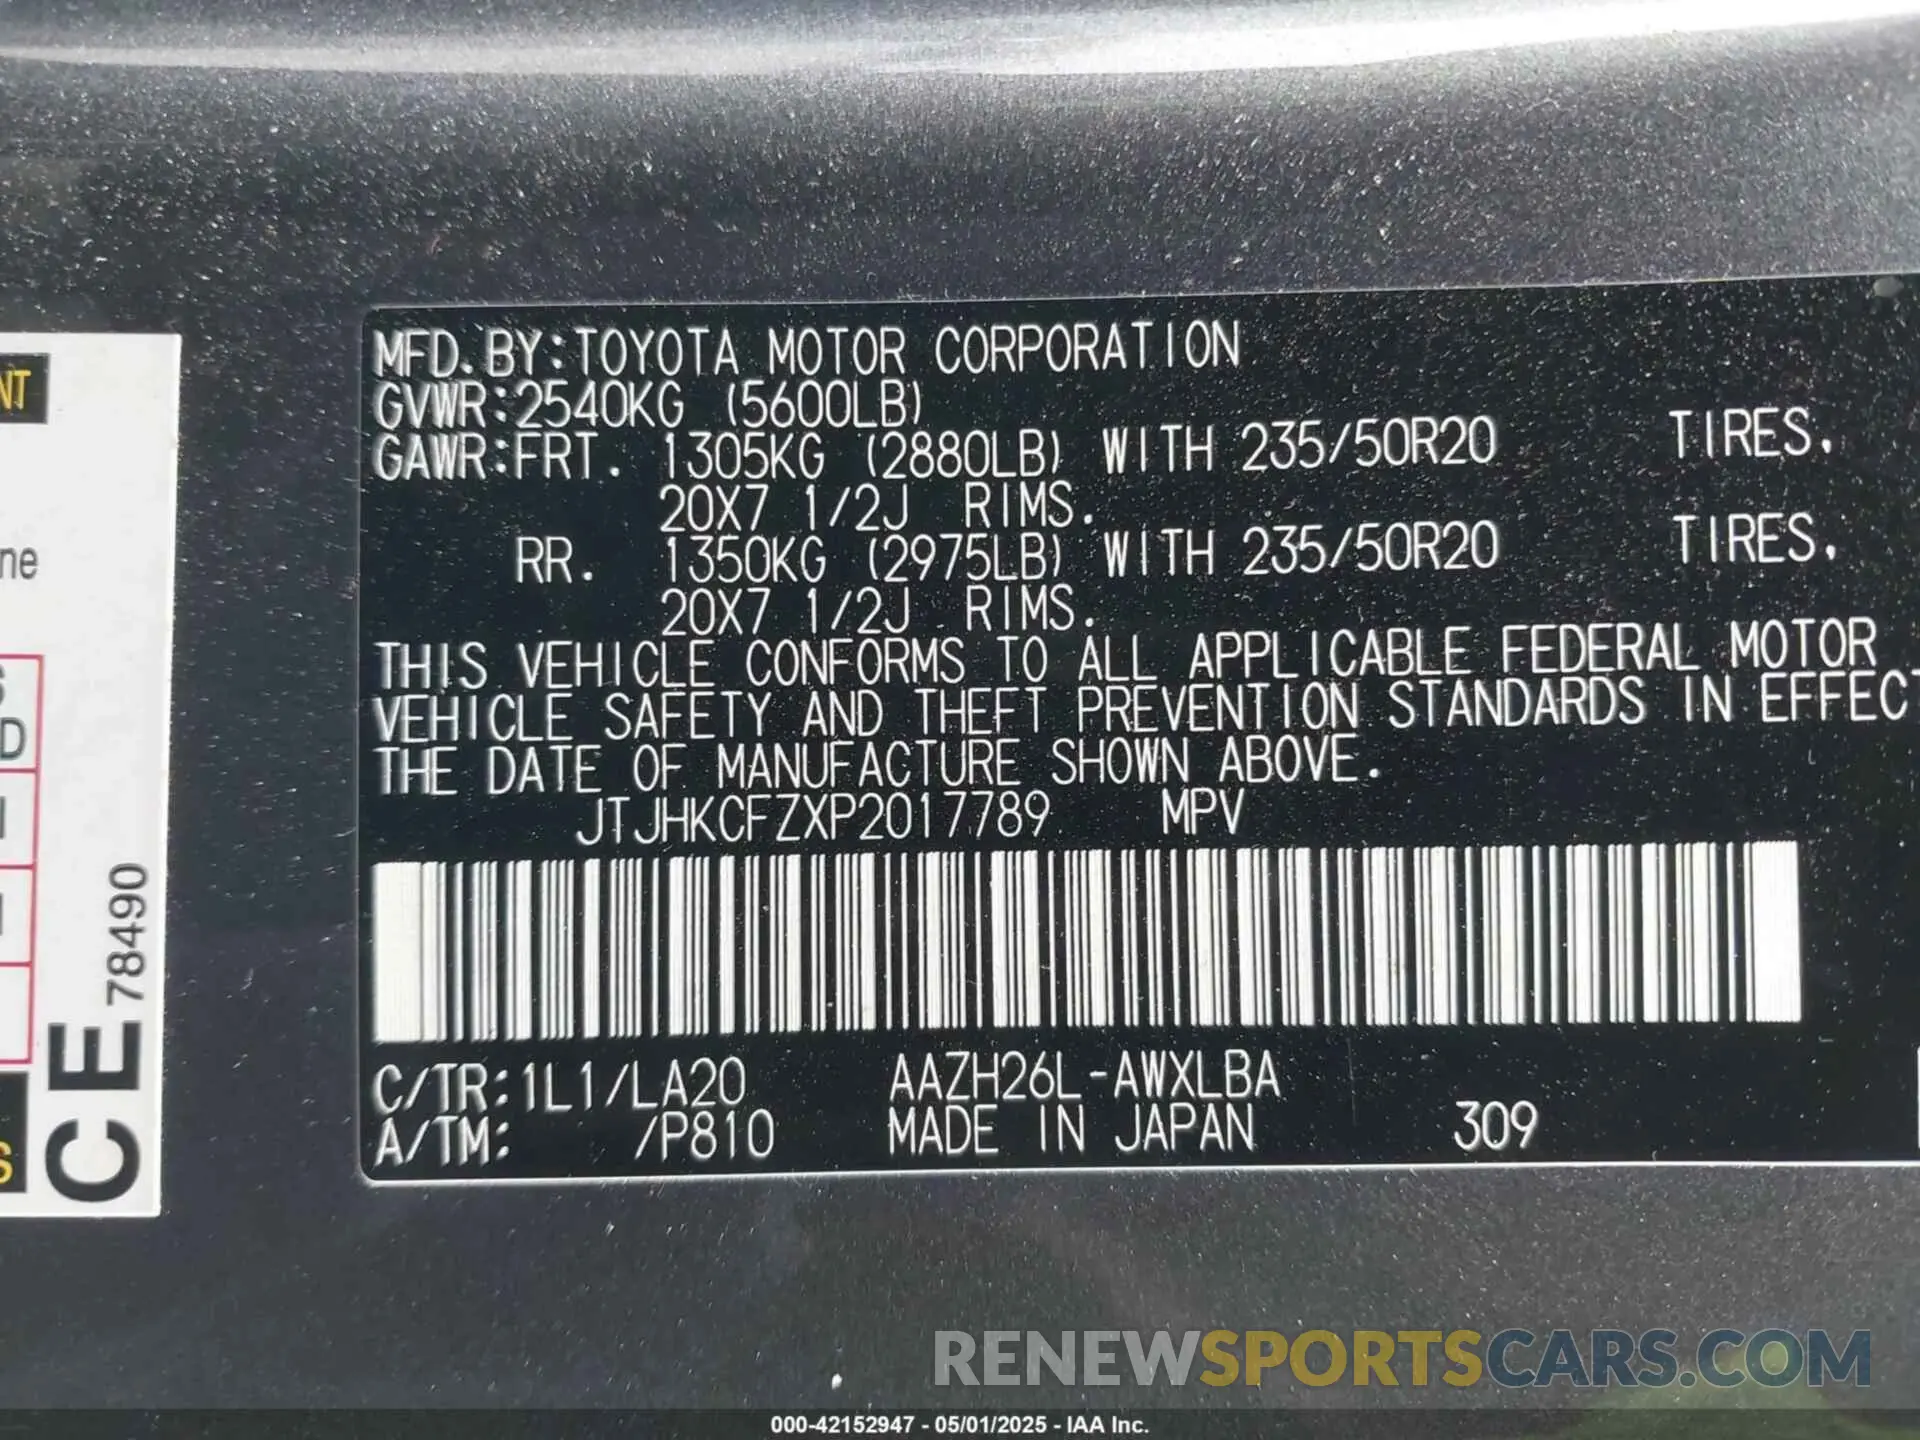 MFD. BY:TOYOTA MOTOR CORPORATION
GVWR:2540KG (5600LB)
GAWR:FRT. 1305KG (2880LB) WITH 235/50R20 TIRES,
20X7 1/2J RIMS.
RR. 1350KG (2975LB) WITH 235/50R20 TIRES,
20X7 1/2J RIMS.
THIS VEHICLE CONFORMS TO ALL APPLICABLE FEDERAL MOTOR
VEHICLE SAFETY AND THEFT PREVENTION STANDARDS IN EFFECT
THE DATE OF MANUFACTURE SHOWN ABOVE.
JTJHKCFZXP2017789 MPV
C/TR:1L1/LA20 AAZH26L-AWXLBA
A/TM: /P810 MADE IN JAPAN 309
NT
ne
S
D
S
CE 78490
RENEWSPORTSCARS.COM
000-42152947 - 05/01/2025 - IAA Inc.